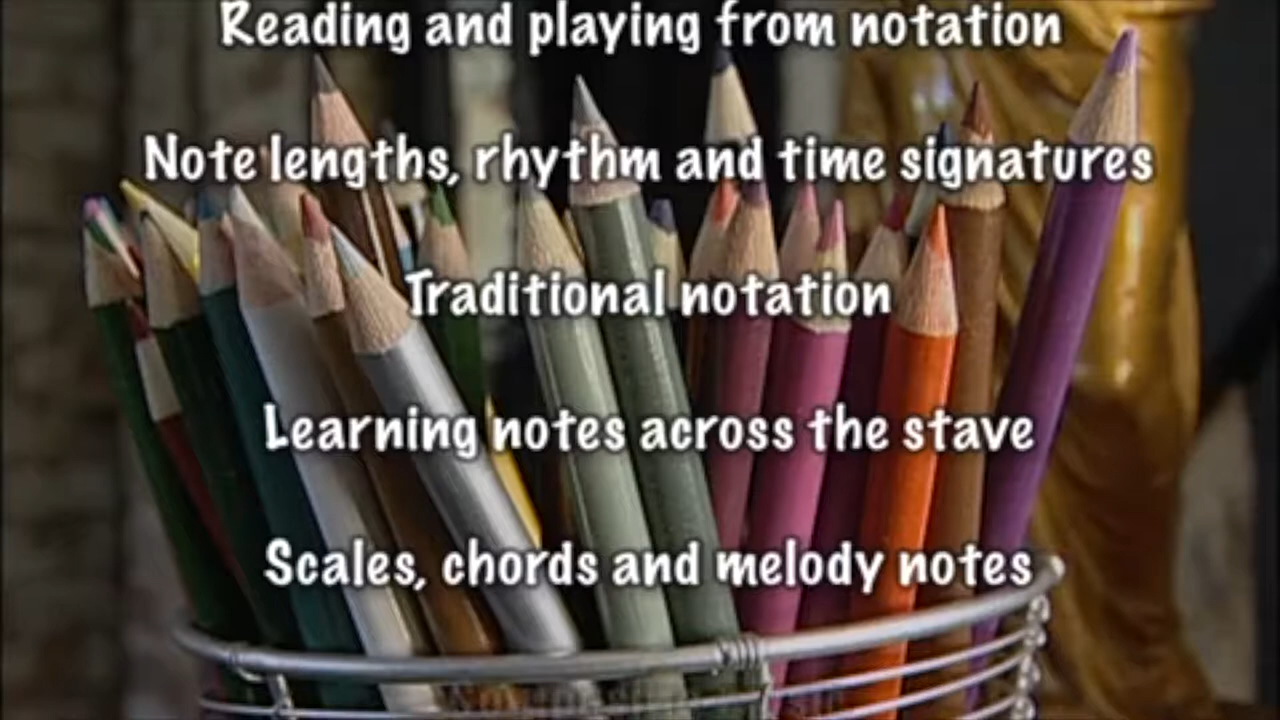 Reading and playing from notation
Note lengths, rhythm and time signatures
Traditional notation
Learning notes across the stave
Scales, chords and melody notes